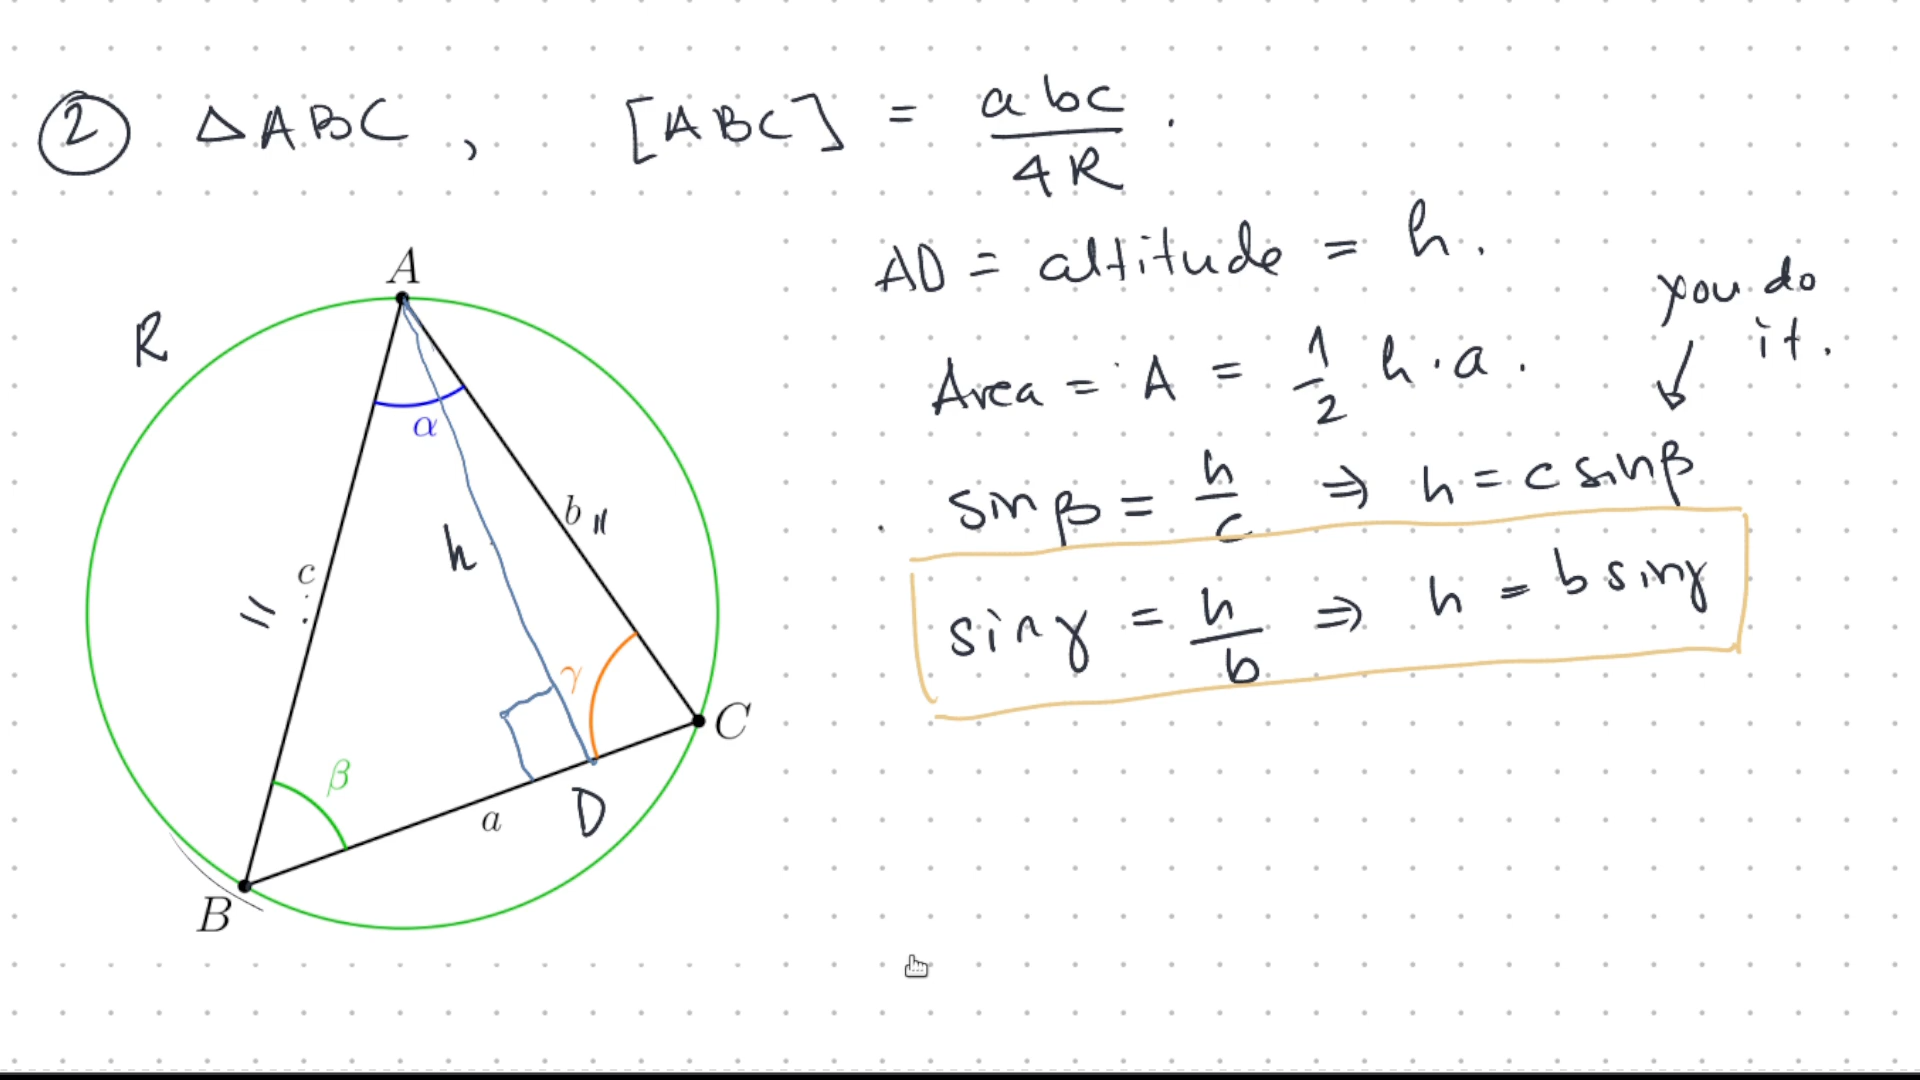 ② △ABC, [ABC] = abc / 4R.
AD = altitude = h.
you do it.
Area = A = 1/2 h · a.
sin β = h/c ⇒ h = c sin β
sin γ = h/b ⇒ h = b sin γ
R
A
α
b
h
c
γ
C
β
a
D
B